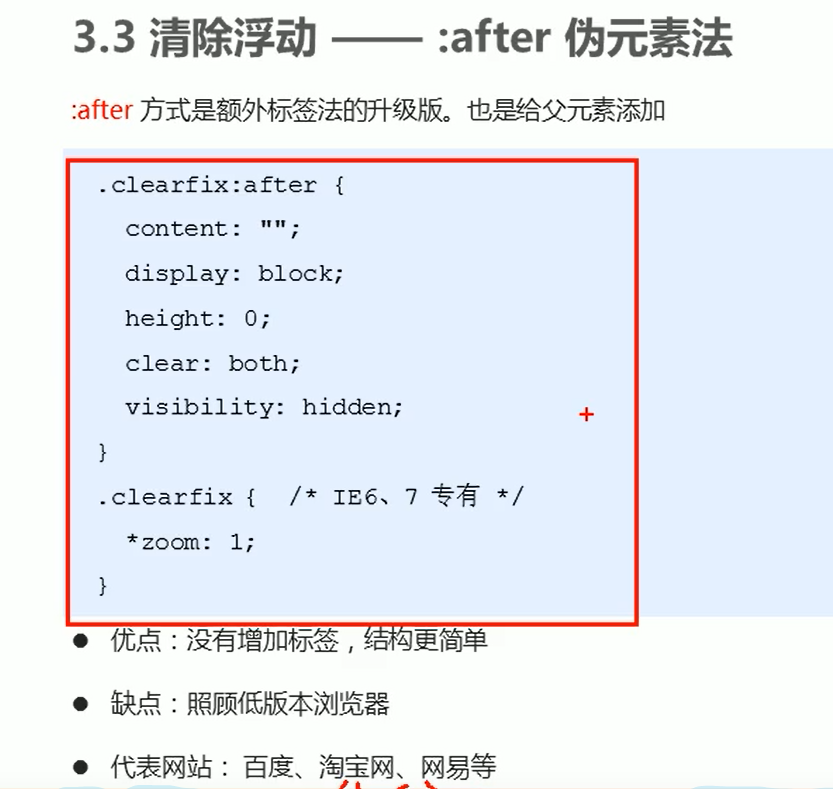 3.3 清除浮动 —— :after 伪元素法
:after 方式是额外标签法的升级版。也是给父元素添加
.clearfix:after {
content: "";
display: block;
height: 0;
clear: both;
visibility: hidden;
}
.clearfix { /* IE6、7 专有 */
*zoom: 1;
}
● 优点：没有增加标签，结构更简单
● 缺点：照顾低版本浏览器
● 代表网站： 百度、淘宝网、网易等